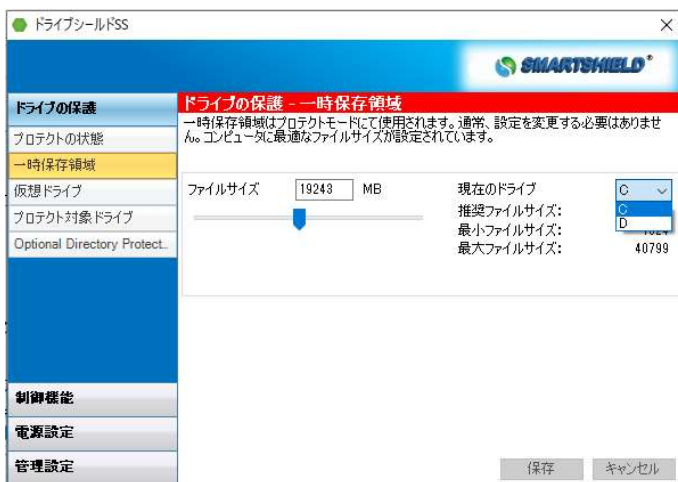 ドライブシールドSS
SMARTSHIELD®
ドライブの保護
プロテクトの状態
一時保存領域
仮想ドライブ
プロテクト対象ドライブ
Optional Directory Protect..
制御機能
電源設定
管理設定
ドライブの保護 - 一時保存領域
一時保存領域はプロテクトモードにて使用されます。通常、設定を変更する必要はありませ
ん。コンピュータに最適なファイルサイズが設定されています。
ファイルサイズ 19243 MB
現在のドライブ C
C
D
推奨ファイルサイズ:
最小ファイルサイズ:
最大ファイルサイズ: 40799
保存 キャンセル